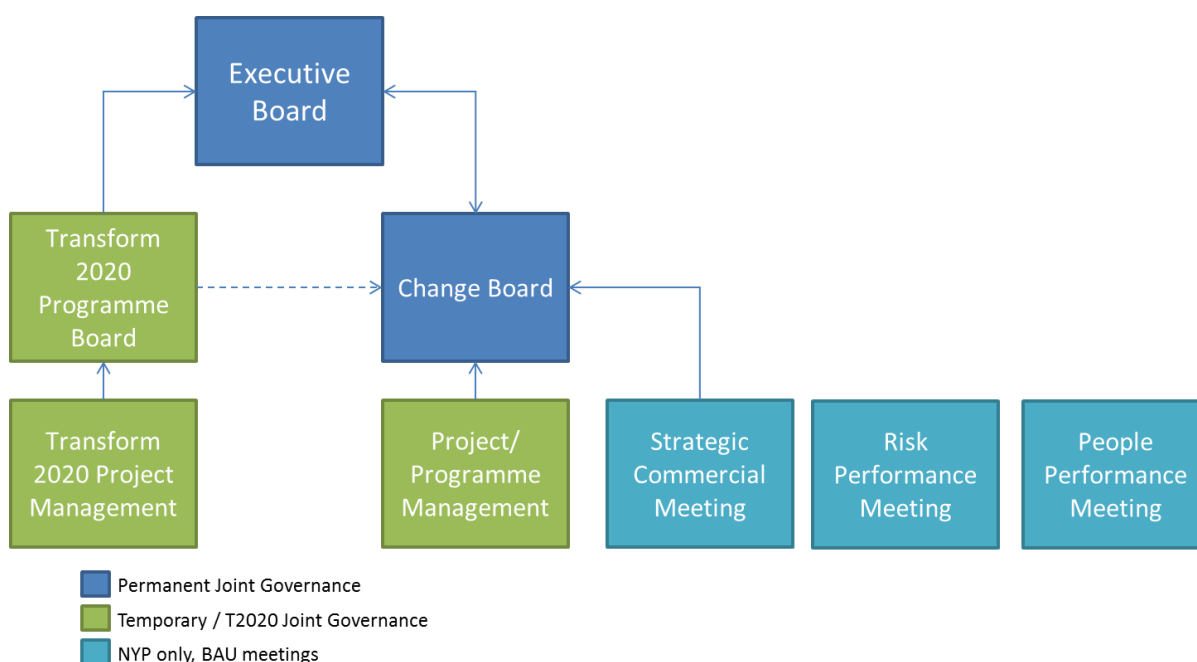 Executive
Board
Transform
2020
Programme
Board
Change Board
Transform
2020 Project
Management
Project/
Programme
Management
Strategic
Commercial
Meeting
Risk
Performance
Meeting
People
Performance
Meeting
Permanent Joint Governance
Temporary / T2020 Joint Governance
NYP only, BAU meetings